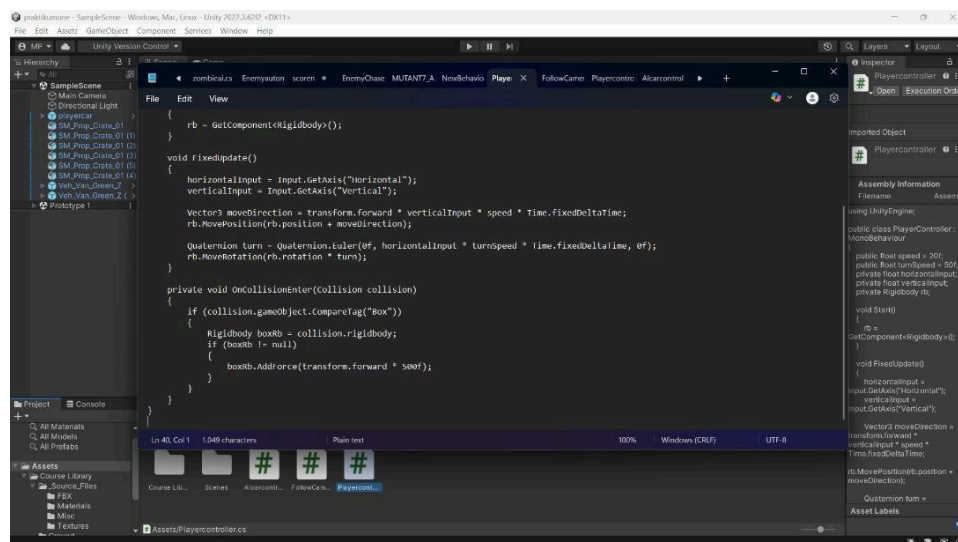 praktikumone - SampleScene - Windows, Mac, Linux - Unity 2022.3.62f2 <DX11>
File Edit Assets GameObject Component Services Window Help
MP Unity Version Control Layers Layout
Hierarchy
All
SampleScene
Main Camera
Directional Light
playercar
SM_Prop_Crate_01
SM_Prop_Crate_01 (1)
SM_Prop_Crate_01 (2)
SM_Prop_Crate_01 (3)
SM_Prop_Crate_01 (5)
SM_Prop_Crate_01 (4)
Veh_Van_Green_Z
Veh_Van_Green_Z (
Prototype 1
zombieai.cs Enemyauton scoren EnemyChase MUTANT7_A NewBehavio Playe FollowCame Playercontrc AIcarcontrol
File Edit View
{
rb = GetComponent<Rigidbody>();
}
void FixedUpdate()
{
horizontalInput = Input.GetAxis("Horizontal");
verticalInput = Input.GetAxis("Vertical");
Vector3 moveDirection = transform.forward * verticalInput * speed * Time.fixedDeltaTime;
rb.MovePosition(rb.position + moveDirection);
Quaternion turn = Quaternion.Euler(0f, horizontalInput * turnSpeed * Time.fixedDeltaTime, 0f);
rb.MoveRotation(rb.rotation * turn);
}
private void OnCollisionEnter(Collision collision)
{
if (collision.gameObject.CompareTag("Box"))
{
Rigidbody boxRb = collision.rigidbody;
if (boxRb != null)
{
boxRb.AddForce(transform.forward * 500f);
}
}
}
}
Ln 40, Col 1 1.049 characters Plain text 100% Windows (CRLF) UTF-8
Inspector
Playercontroller
Open Execution Orde
Imported Object
Playercontroller
Assembly Information
Filename Assem
using UnityEngine;
public class PlayerController :
MonoBehaviour
{
public float speed = 20f;
public float turnSpeed = 50f;
private float horizontalInput;
private float verticalInput;
private Rigidbody rb;
void Start()
{
rb =
GetComponent<Rigidbody>();
}
void FixedUpdate()
{
horizontalInput =
Input.GetAxis("Horizontal");
verticalInput =
Input.GetAxis("Vertical");
Vector3 moveDirection =
transform.forward *
verticalInput * speed *
Time.fixedDeltaTime;
rb.MovePosition(rb.position +
moveDirection);
Quaternion turn =
Asset Labels
Project Console
All Materials
All Models
All Prefabs
Assets
Course Library
_Source_Files
FBX
Materials
Misc
Textures
Course Lib... Scenes AIcarcontr... FollowCam... Playercont...
Assets/Playercontroller.cs